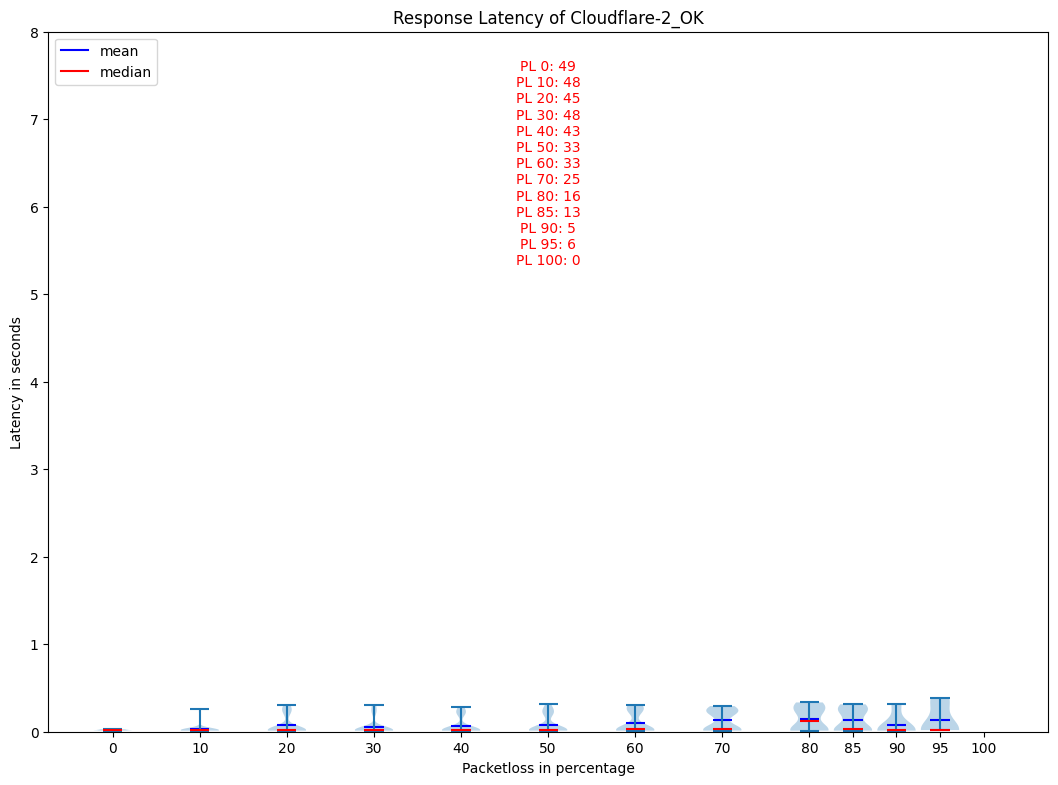 Response Latency of Cloudflare-2_OK
mean
median
PL 0: 49
PL 10: 48
PL 20: 45
PL 30: 48
PL 40: 43
PL 50: 33
PL 60: 33
PL 70: 25
PL 80: 16
PL 85: 13
PL 90: 5
PL 95: 6
PL 100: 0
Latency in seconds
8
7
6
5
4
3
2
1
0
0 10 20 30 40 50 60 70 80 85 90 95 100
Packetloss in percentage